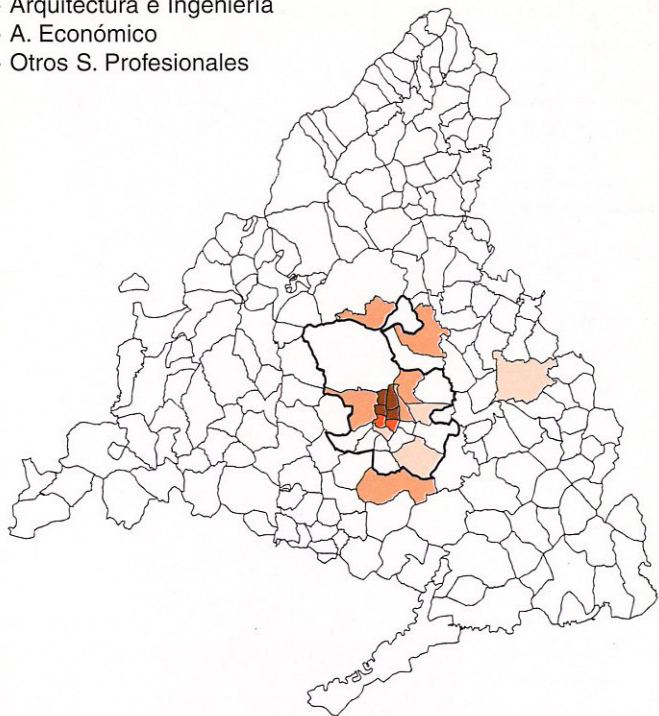 - Arquitectura e Ingeniería
- A. Económico
- Otros S. Profesionales